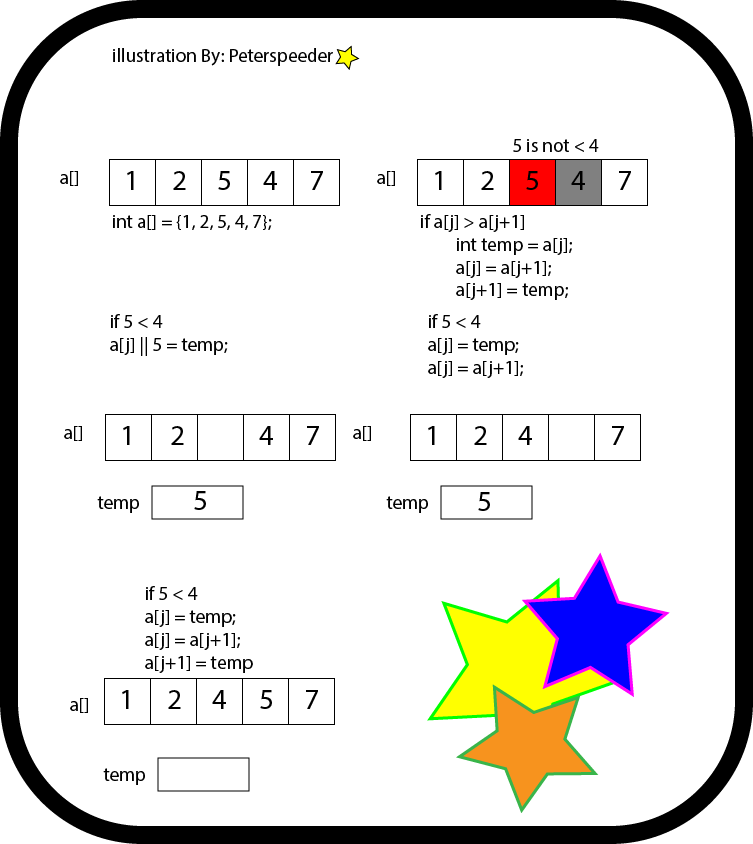 illustration By: Peterspeeder
a[] 1 2 5 4 7
int a[] = {1, 2, 5, 4, 7};
5 is not < 4
a[] 1 2 5 4 7
if a[j] > a[j+1]
int temp = a[j];
a[j] = a[j+1];
a[j+1] = temp;
if 5 < 4
a[j] || 5 = temp;
a[] 1 2 4 7
temp 5
if 5 < 4
a[j] = temp;
a[j] = a[j+1];
a[] 1 2 4 7
temp 5
if 5 < 4
a[j] = temp;
a[j] = a[j+1];
a[j+1] = temp
a[] 1 2 4 5 7
temp